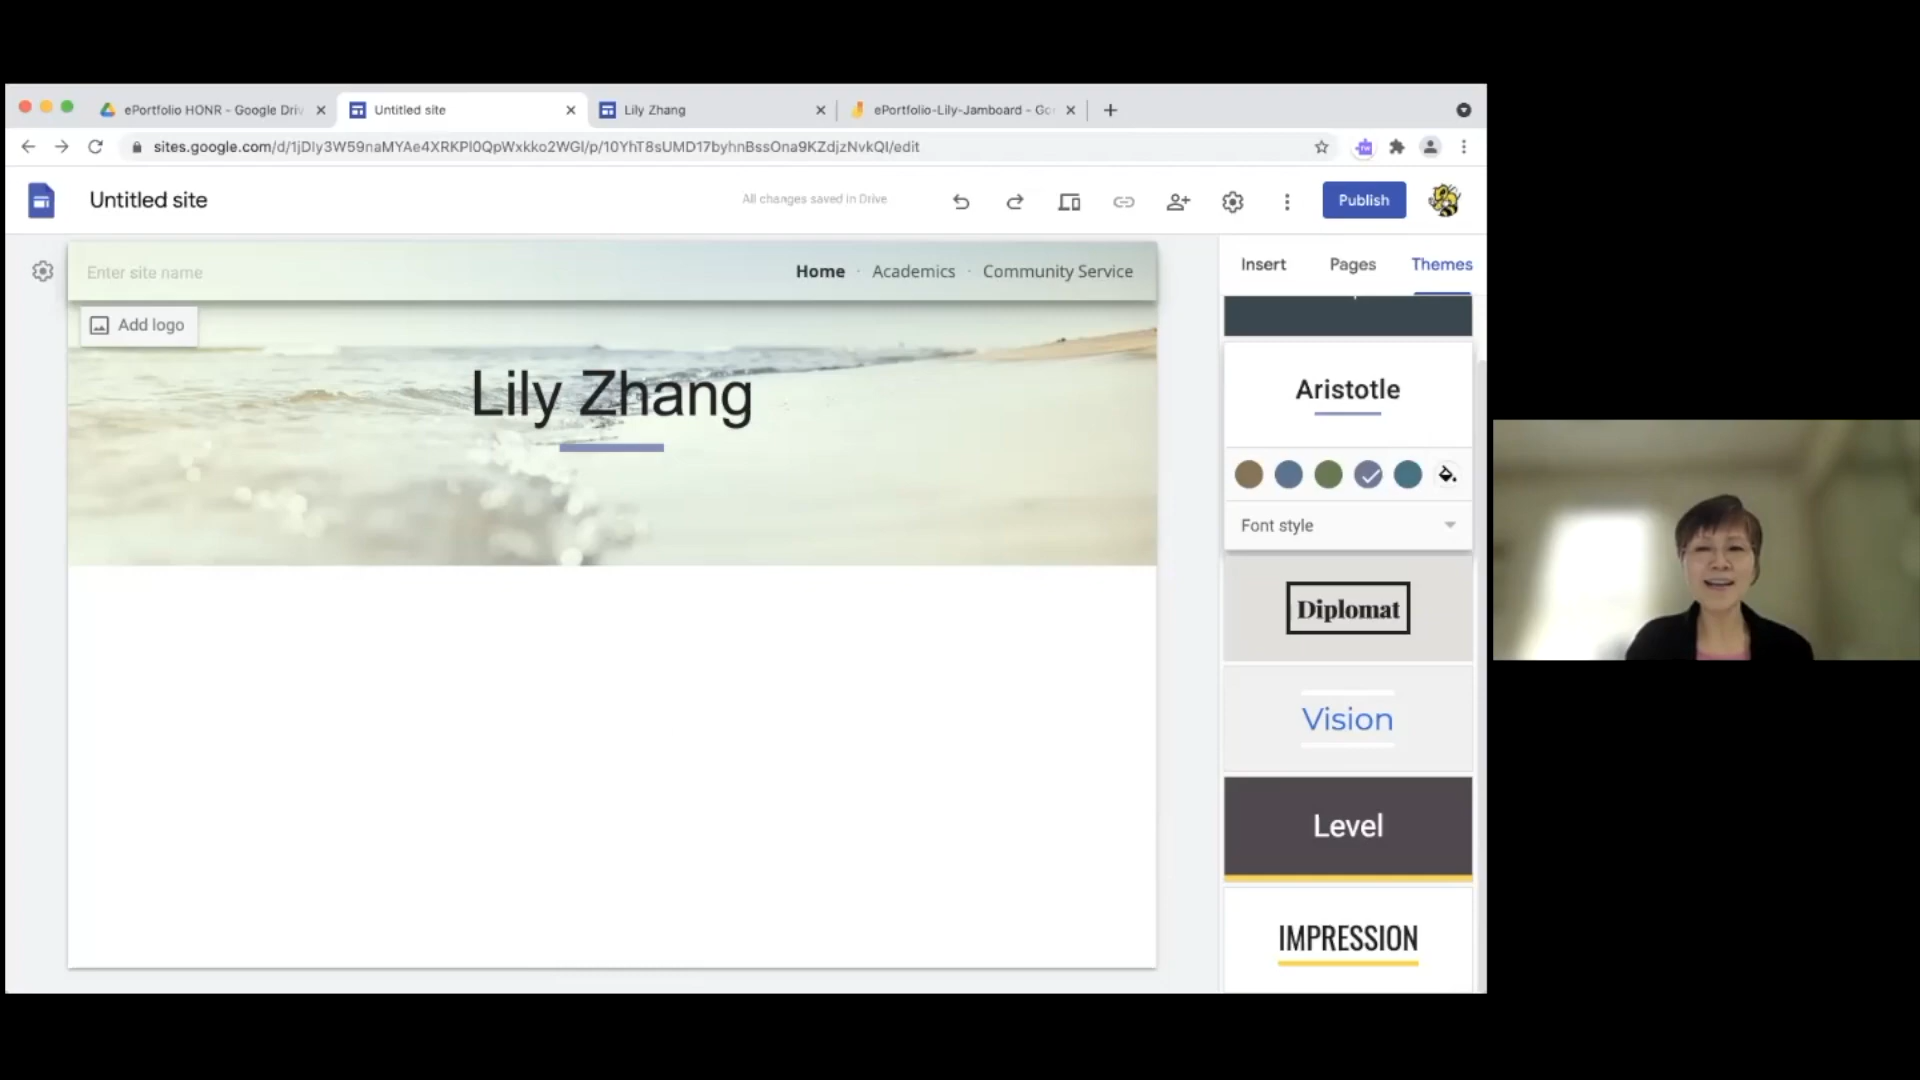 ePortfolio HONR - Google Driv
Untitled site
Lily Zhang
ePortfolio-Lily-Jamboard - Go
sites.google.com/d/1jDIy3W59naMYAe4XRKPl0QpWxkko2WGl/p/10YhT8sUMD17byhnBssOna9KZdjzNvkQI/edit
Untitled site
All changes saved in Drive
Publish
Enter site name
Home · Academics · Community Service
Insert
Pages
Themes
Add logo
Lily Zhang
Aristotle
Font style
Diplomat
Vision
Level
IMPRESSION